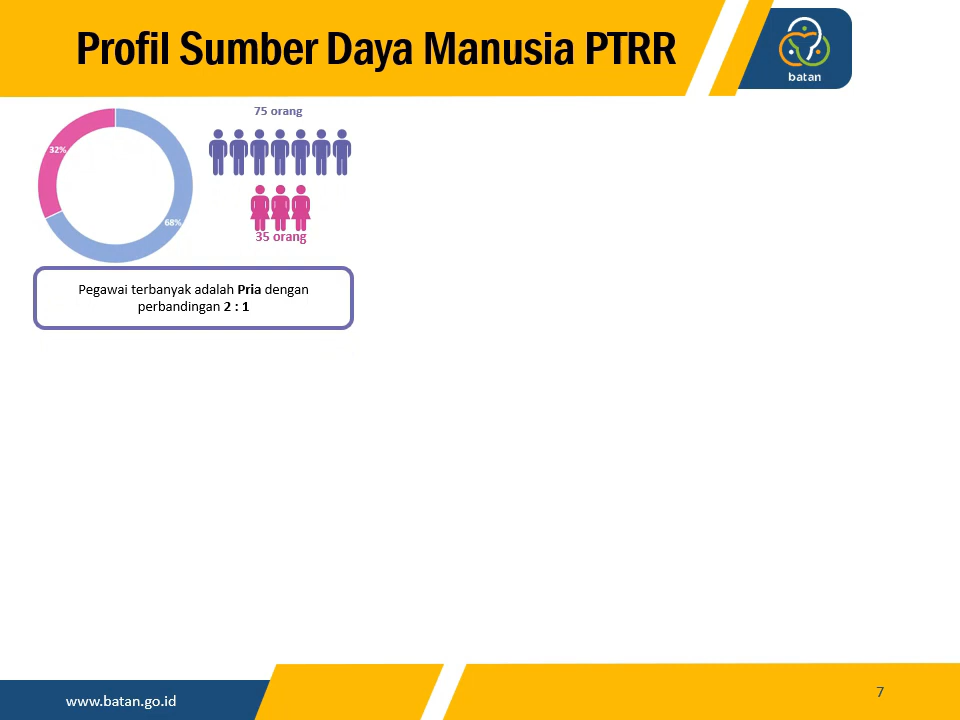 Profil Sumber Daya Manusia PTRR
batan
75 orang
32%
68%
35 orang
Pegawai terbanyak adalah Pria dengan
perbandingan 2 : 1
www.batan.go.id
7